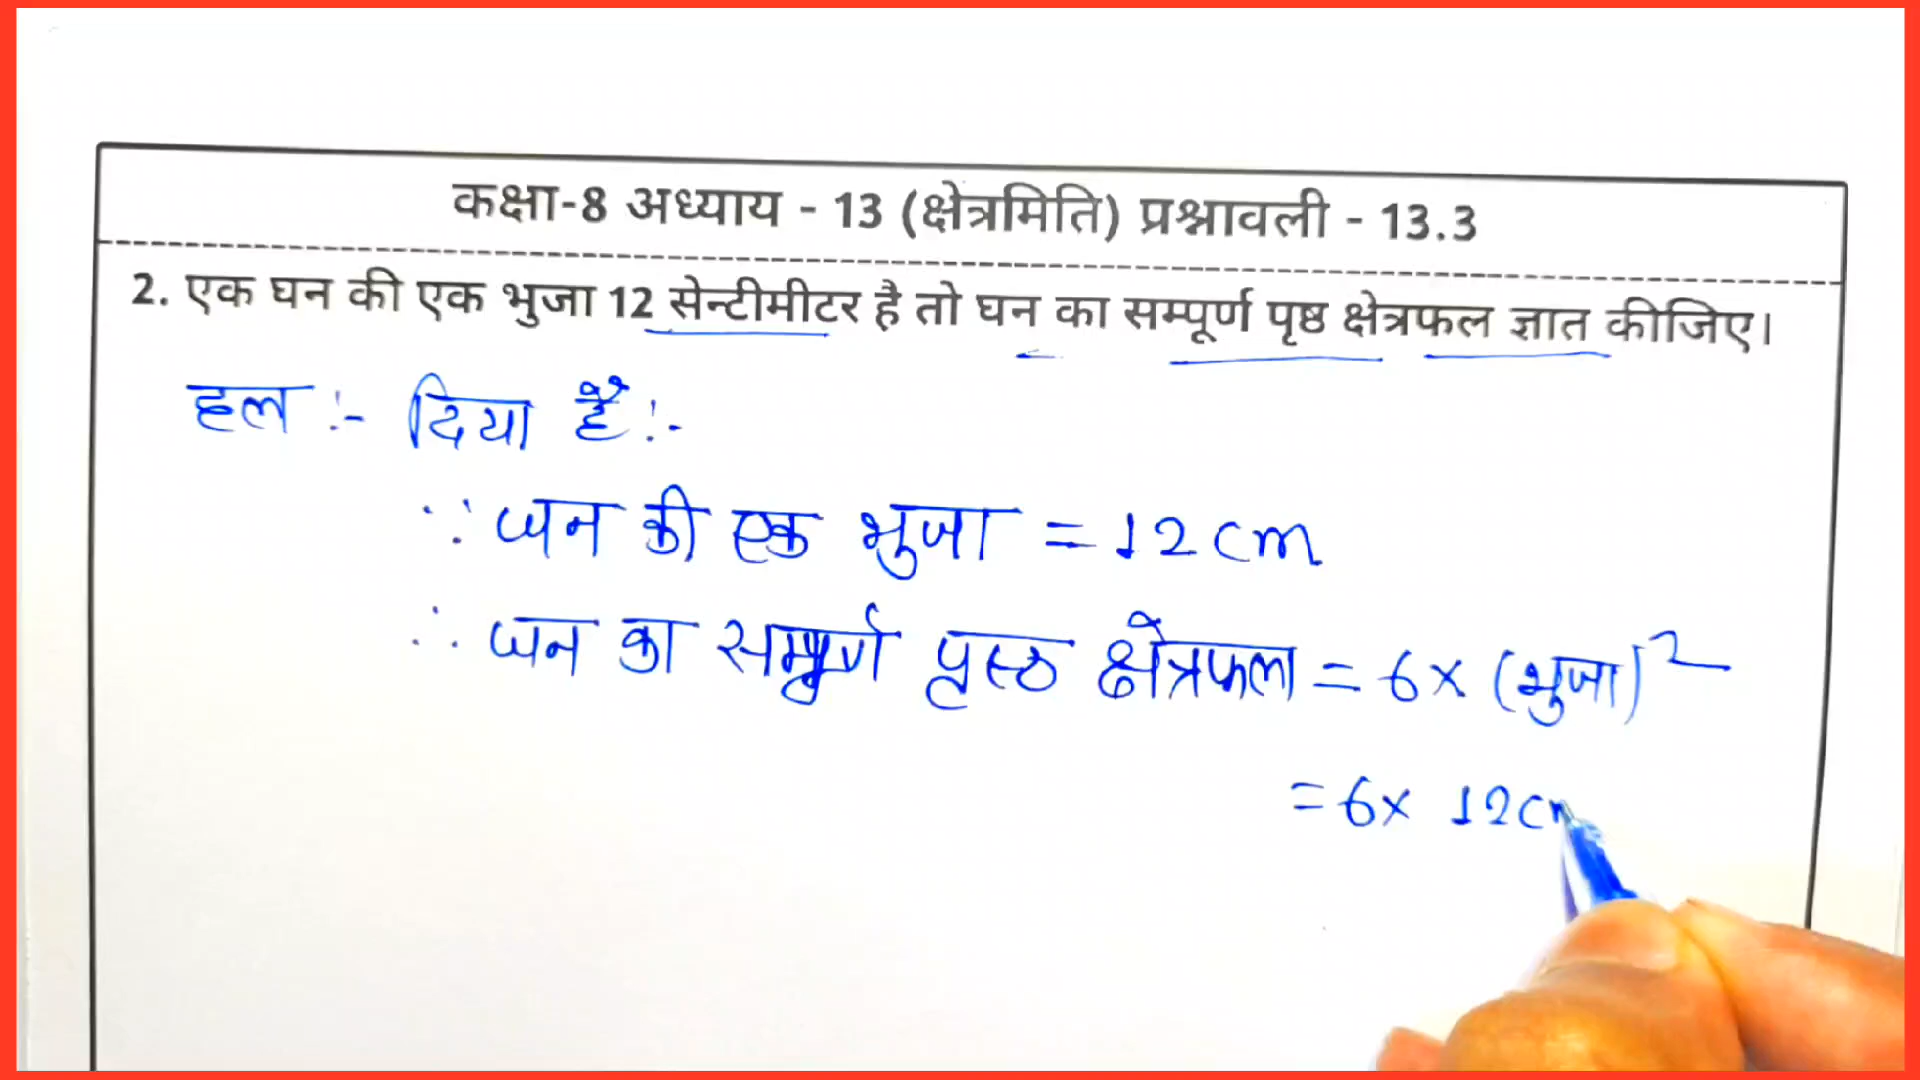 कक्षा-8 अध्याय - 13 (क्षेत्रमिति) प्रश्नावली - 13.3
2. एक घन की एक भुजा 12 सेन्टीमीटर है तो घन का सम्पूर्ण पृष्ठ क्षेत्रफल ज्ञात कीजिए।
हल :- दिया है :-
∵ घन की एक भुजा = 12 cm
∴ घन का सम्पूर्ण पृष्ठ क्षेत्रफल = 6 × (भुजा)²
= 6 × 12 cm